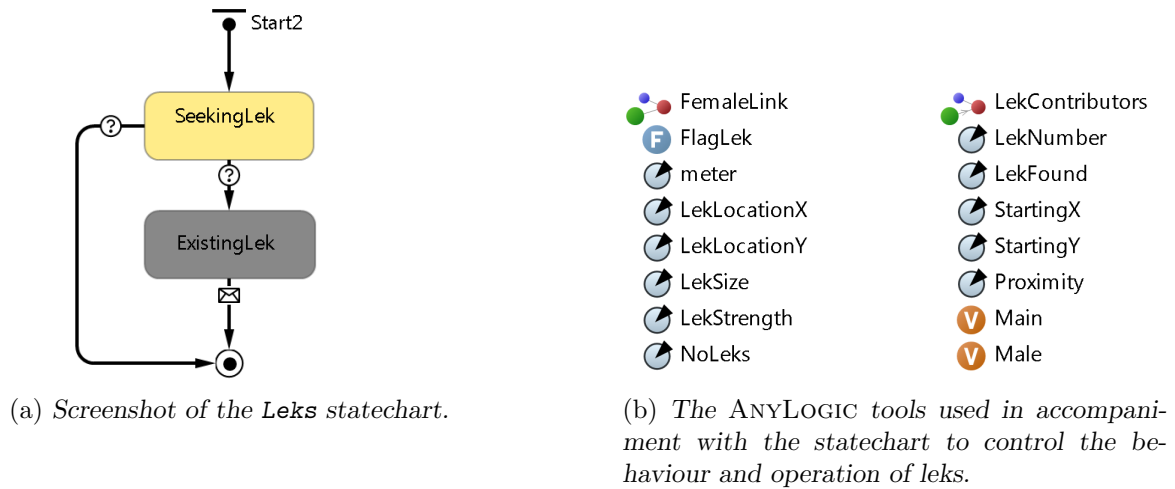 Start2
SeekingLek
?
?
ExistingLek
(a) Screenshot of the Leks statechart.
FemaleLink
F FlagLek
meter
LekLocationX
LekLocationY
LekSize
LekStrength
NoLeks
LekContributors
LekNumber
LekFound
StartingX
StartingY
Proximity
V Main
V Male
(b) The ANYLOGIC tools used in accompani-
ment with the statechart to control the be-
haviour and operation of leks.